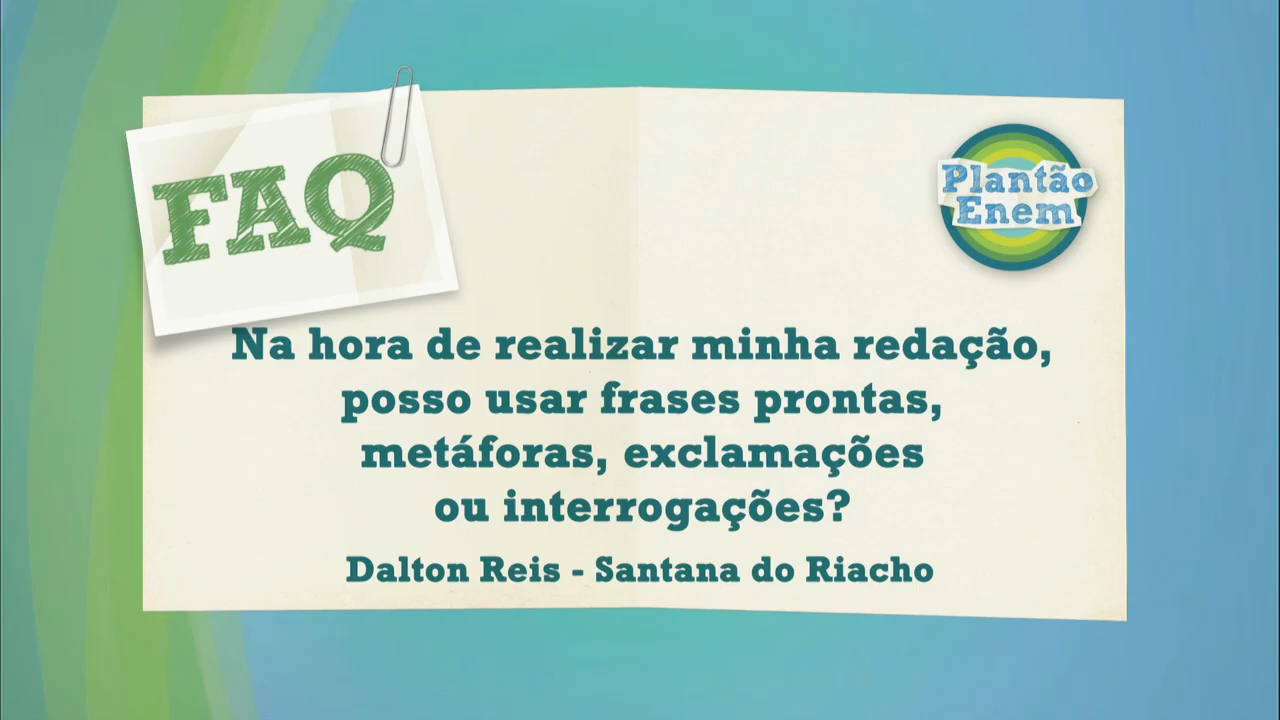 FAQ
Plantão
Enem
Na hora de realizar minha redação,
posso usar frases prontas,
metáforas, exclamações
ou interrogações?
Dalton Reis - Santana do Riacho